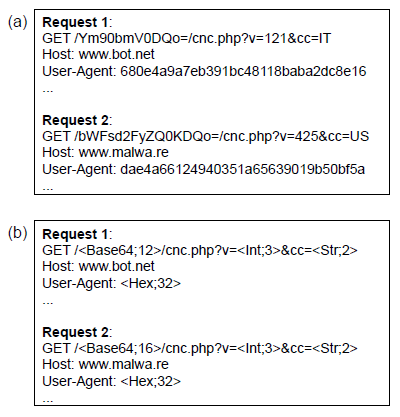 (a)
Request 1:
GET /Ym90bmV0DQo=/cnc.php?v=121&cc=IT
Host: www.bot.net
User-Agent: 680e4a9a7eb391bc48118baba2dc8e16
...
Request 2:
GET /bWFsd2FyZQ0KDQo=/cnc.php?v=425&cc=US
Host: www.malwa.re
User-Agent: dae4a66124940351a65639019b50bf5a
...
(b)
Request 1:
GET /<Base64;12>/cnc.php?v=<Int;3>&cc=<Str;2>
Host: www.bot.net
User-Agent: <Hex;32>
...
Request 2:
GET /<Base64;16>/cnc.php?v=<Int;3>&cc=<Str;2>
Host: www.malwa.re
User-Agent: <Hex;32>
...